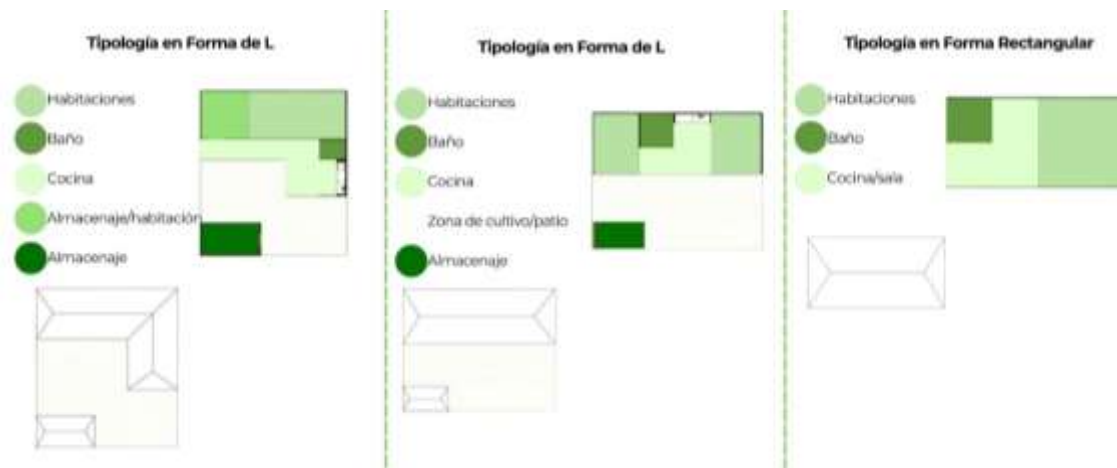 Tipología en Forma de L
Habitaciones
Baño
Cocina
Almacenaje/habitación
Almacenaje
Tipología en Forma de L
Habitaciones
Baño
Cocina
Zona de cultivo/patio
Almacenaje
Tipología en Forma Rectangular
Habitaciones
Baño
Cocina/sala